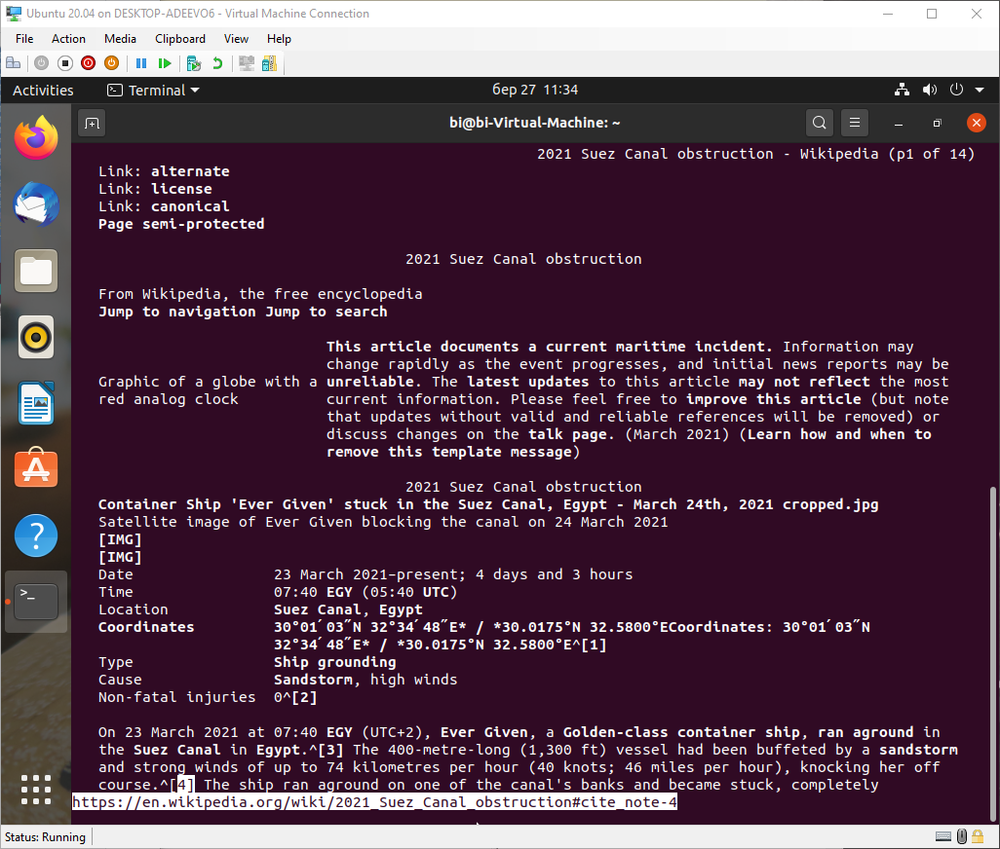 Ubuntu 20.04 on DESKTOP-ADEEVO6 - Virtual Machine Connection
File Action Media Clipboard View Help
Activities Terminal бер 27 11:34
bi@bi-Virtual-Machine: ~
2021 Suez Canal obstruction - Wikipedia (p1 of 14)
Link: alternate
Link: license
Link: canonical
Page semi-protected
2021 Suez Canal obstruction
From Wikipedia, the free encyclopedia
Jump to navigation Jump to search
This article documents a current maritime incident. Information may
change rapidly as the event progresses, and initial news reports may be
Graphic of a globe with a unreliable. The latest updates to this article may not reflect the most
red analog clock current information. Please feel free to improve this article (but note
that updates without valid and reliable references will be removed) or
discuss changes on the talk page. (March 2021) (Learn how and when to
remove this template message)
2021 Suez Canal obstruction
Container Ship 'Ever Given' stuck in the Suez Canal, Egypt - March 24th, 2021 cropped.jpg
Satellite image of Ever Given blocking the canal on 24 March 2021
[IMG]
[IMG]
Date 23 March 2021–present; 4 days and 3 hours
Time 07:40 EGY (05:40 UTC)
Location Suez Canal, Egypt
Coordinates 30°01′03″N 32°34′48″E* / *30.0175°N 32.5800°ECoordinates: 30°01′03″N
32°34′48″E* / *30.0175°N 32.5800°E^[1]
Type Ship grounding
Cause Sandstorm, high winds
Non-fatal injuries 0^[2]
On 23 March 2021 at 07:40 EGY (UTC+2), Ever Given, a Golden-class container ship, ran aground in
the Suez Canal in Egypt.^[3] The 400-metre-long (1,300 ft) vessel had been buffeted by a sandstorm
and strong winds of up to 74 kilometres per hour (40 knots; 46 miles per hour), knocking her off
course.^[4] The ship ran aground on one of the canal's banks and became stuck, completely
https://en.wikipedia.org/wiki/2021_Suez_Canal_obstruction#cite_note-4
Status: Running